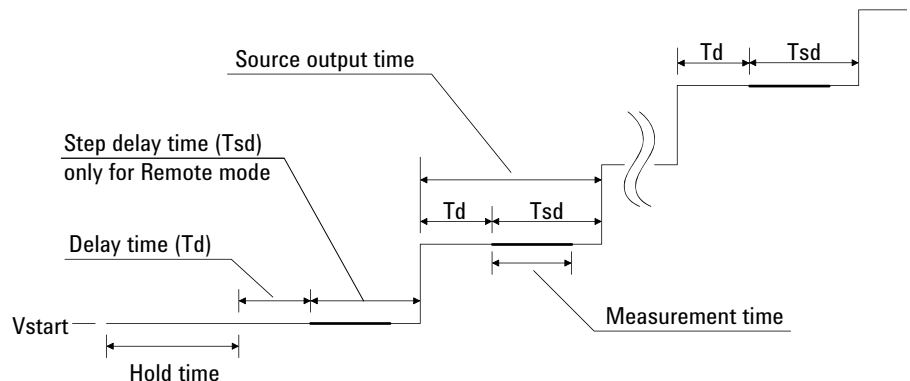 Td
Tsd
Source output time
Step delay time (Tsd)
only for Remote mode
Td
Tsd
Delay time (Td)
Vstart
Measurement time
Hold time